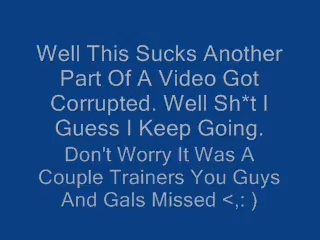 Well This Sucks Another
Part Of A Video Got
Corrupted. Well Sh*t I
Guess I Keep Going.
Don't Worry It Was A
Couple Trainers You Guys
And Gals Missed <,: )